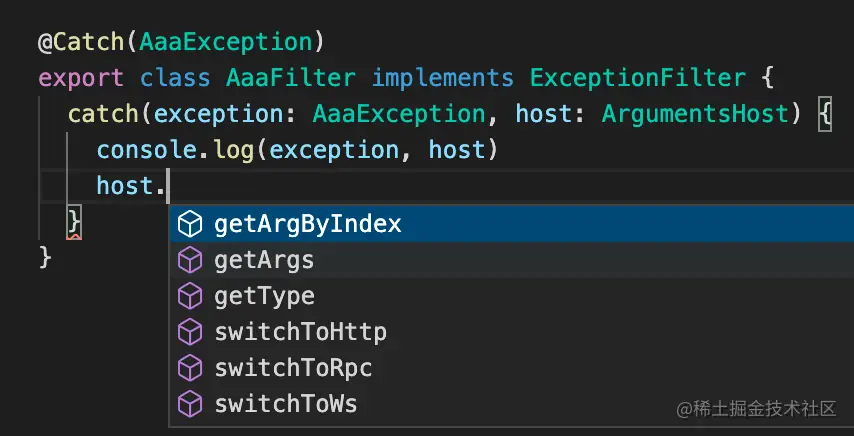 @Catch(AaaException)
export class AaaFilter implements ExceptionFilter {
catch(exception: AaaException, host: ArgumentsHost) {
console.log(exception, host)
host.
}
getArgByIndex
getArgs
}
getType
switchToHttp
switchToRpc
switchToWs
@稀土掘金技术社区